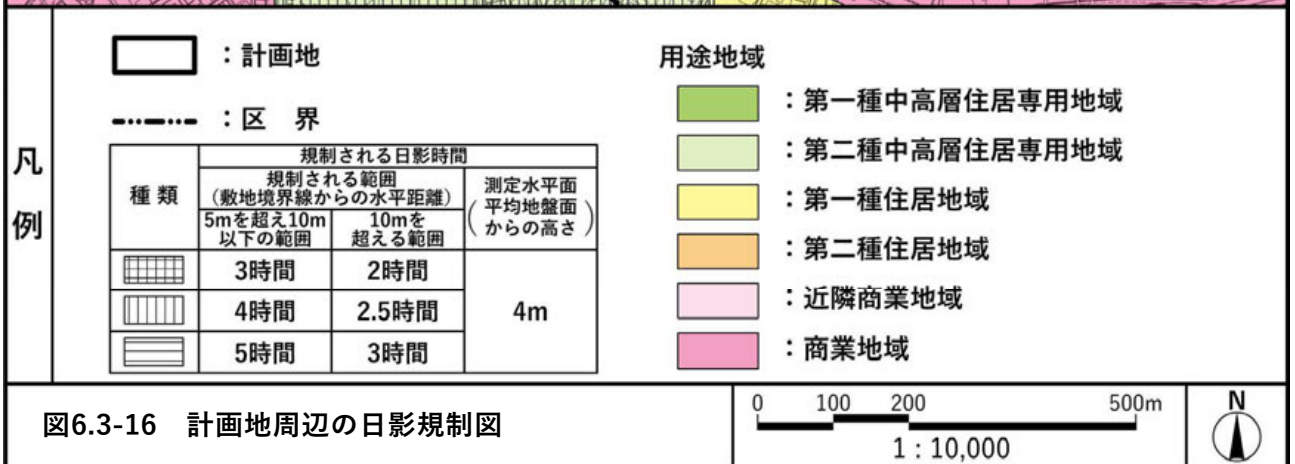 凡例
：計画地
：区　界
種類
規制される日影時間
規制される範囲
（敷地境界線からの水平距離）
5mを超え10m
以下の範囲
10mを
超える範囲
測定水平面
（平均地盤面
からの高さ）
3時間
2時間
4時間
2.5時間
5時間
3時間
4m
用途地域
：第一種中高層住居専用地域
：第二種中高層住居専用地域
：第一種住居地域
：第二種住居地域
：近隣商業地域
：商業地域
図6.3-16　計画地周辺の日影規制図
0 100 200 500m
1：10,000
N